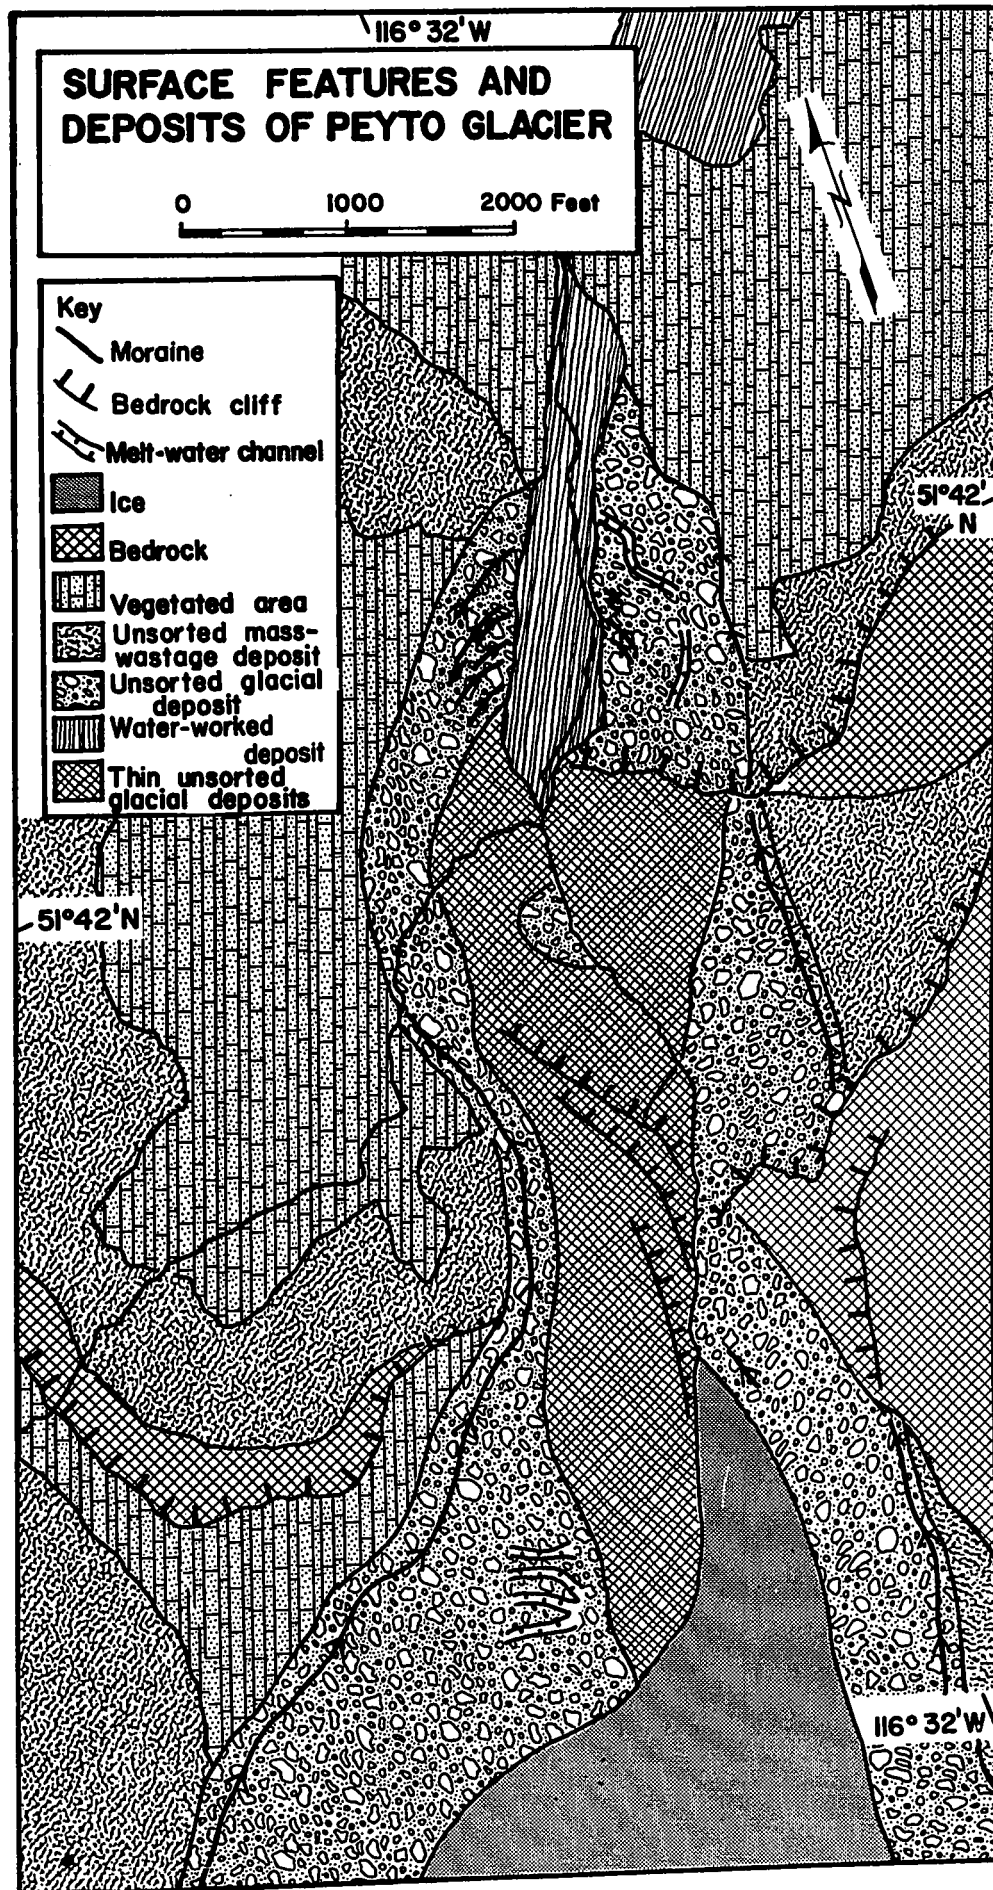 116° 32'W
SURFACE FEATURES AND
DEPOSITS OF PEYTO GLACIER
0 1000 2000 Feet
Key
Moraine
Bedrock cliff
Melt-water channel
Ice
Bedrock
Vegetated area
Unsorted mass-
wastage deposit
Unsorted glacial
deposit
Water-worked
deposit
Thin unsorted
glacial deposits
51°42'
N
51°42'N
116° 32'W